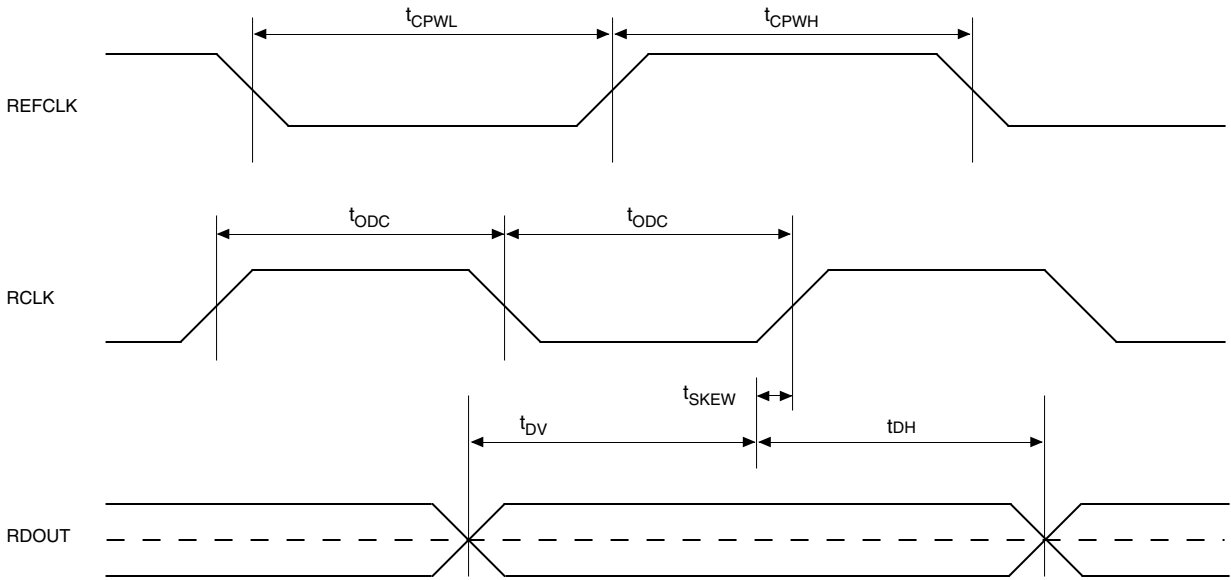 tCPWL tCPWH
REFCLK
tODC tODC
RCLK
tSKEW
tDV tDH
RDOUT